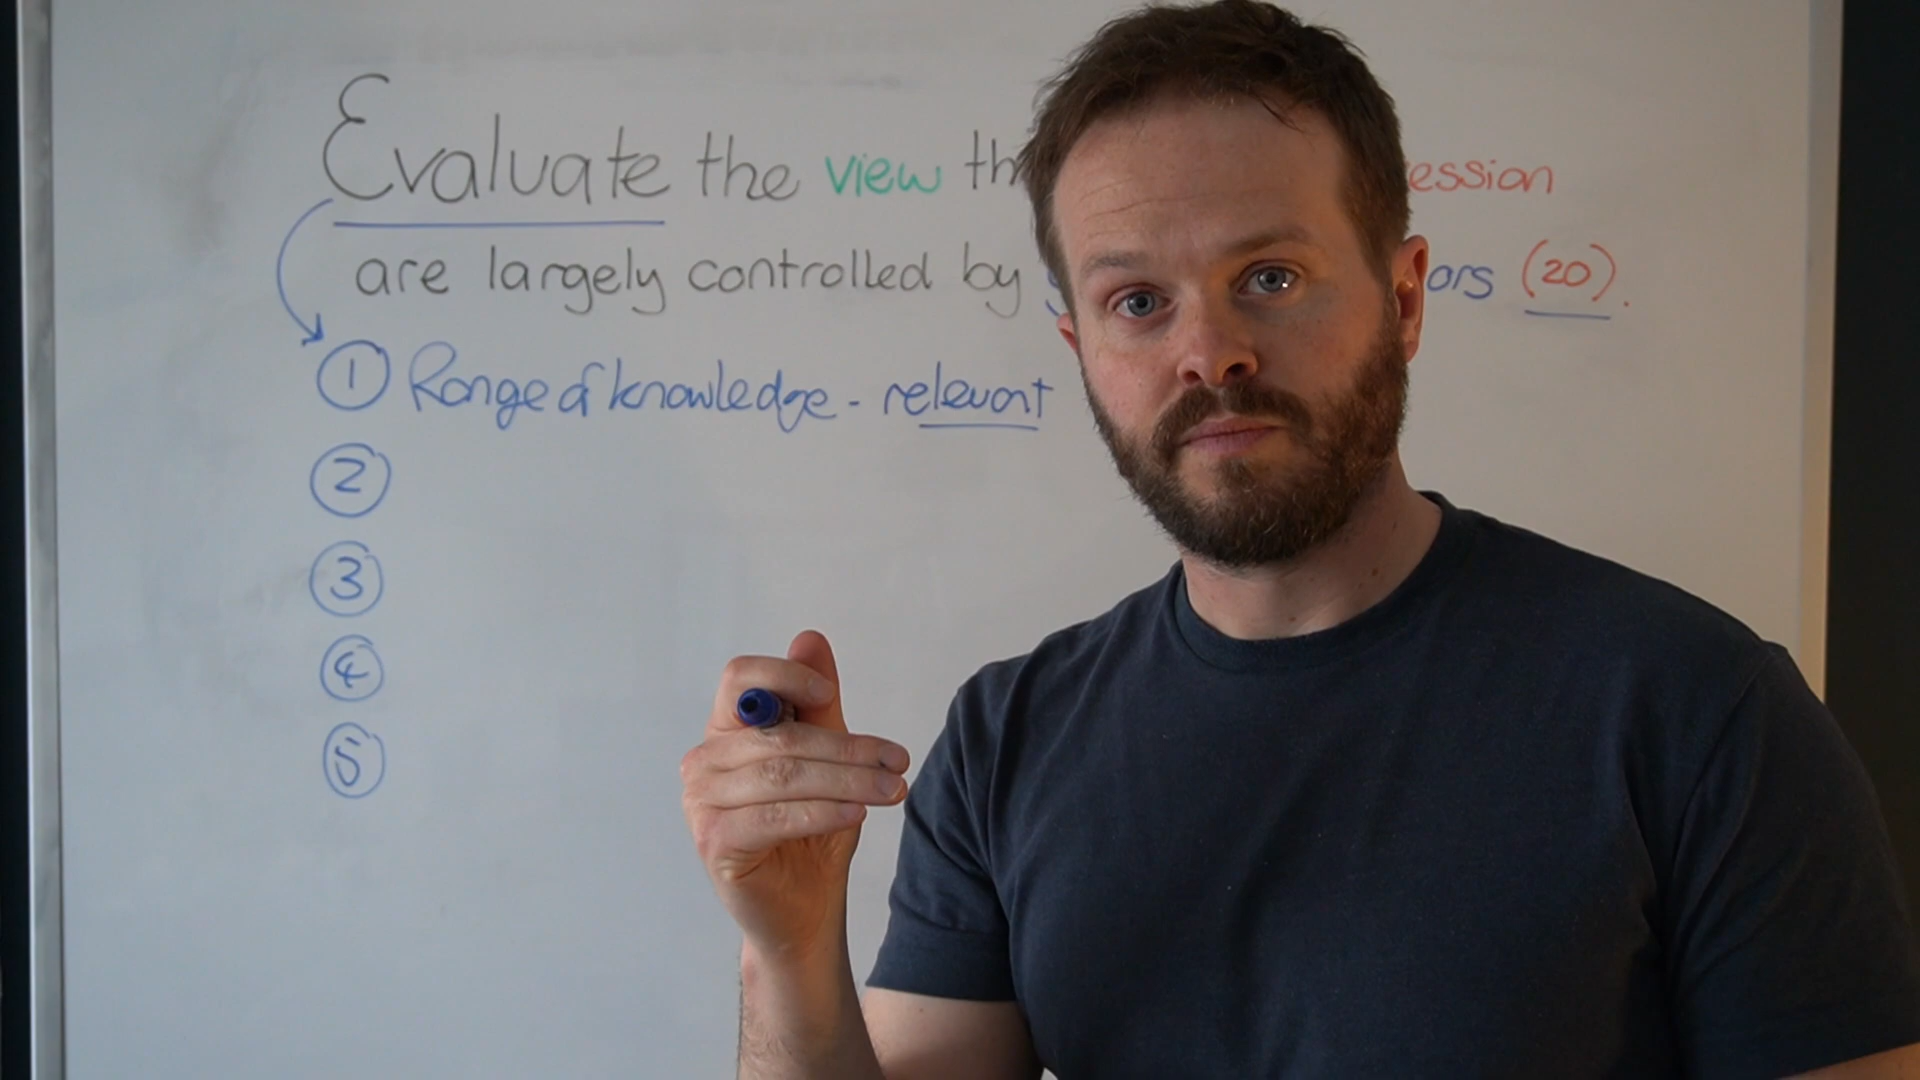 Evaluate the view th ession
are largely controlled by ors (20).
1 Range of knowledge - relevant
2
3
4
5